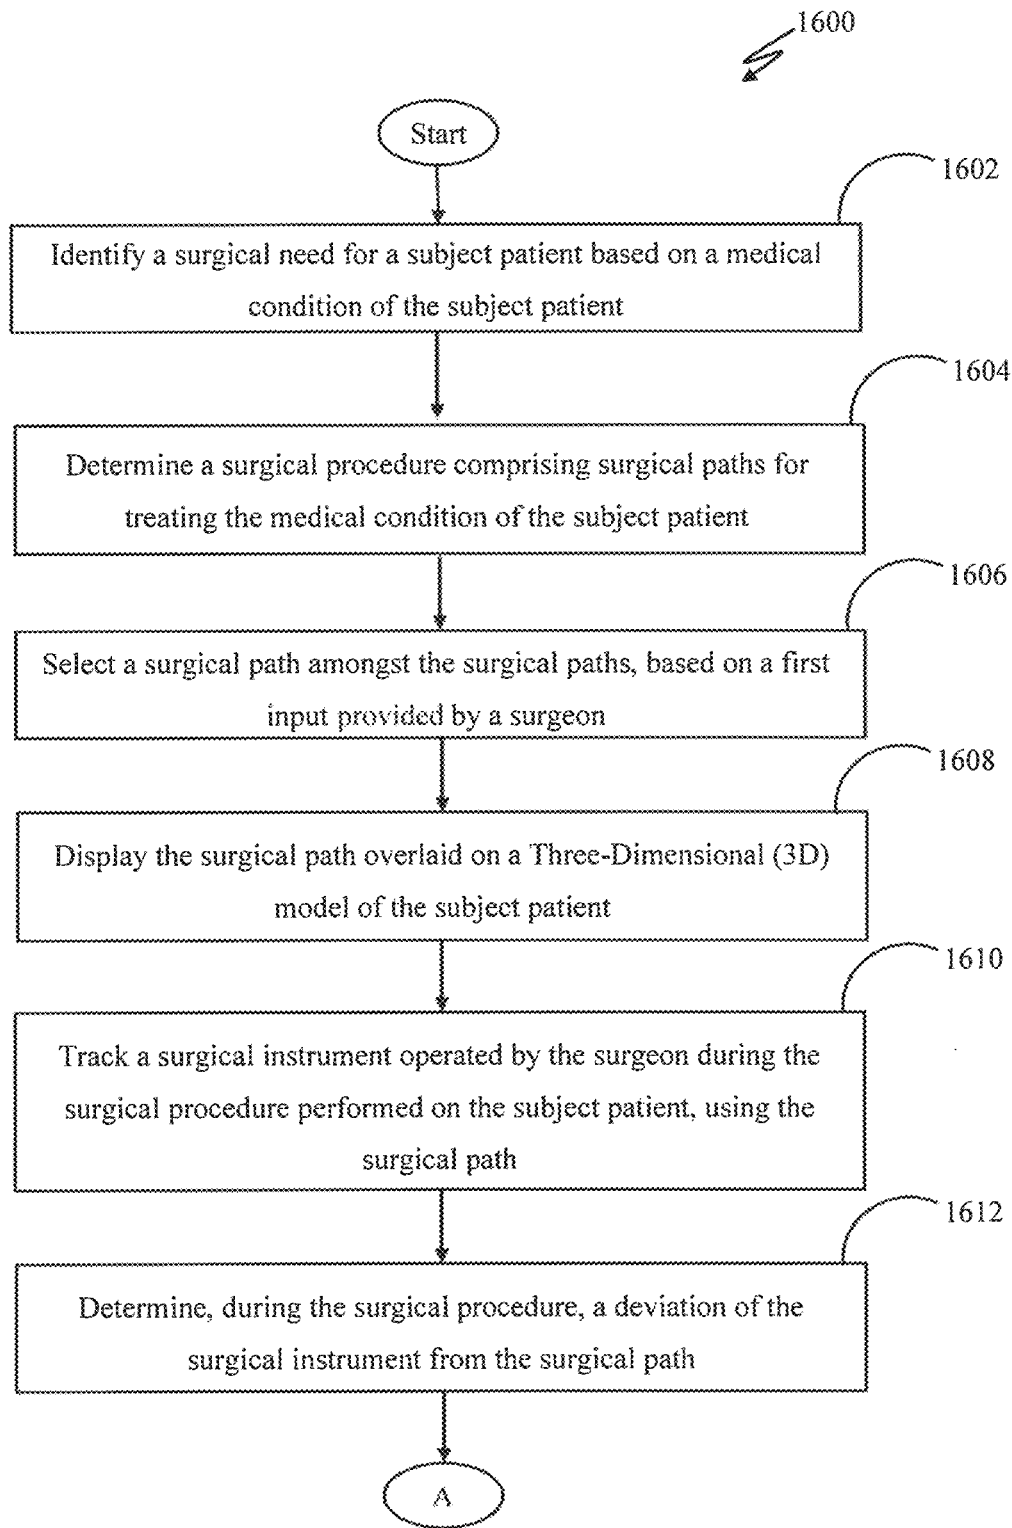 1600
Start
1602
Identify a surgical need for a subject patient based on a medical
condition of the subject patient
1604
Determine a surgical procedure comprising surgical paths for
treating the medical condition of the subject patient
1606
Select a surgical path amongst the surgical paths, based on a first
input provided by a surgeon
1608
Display the surgical path overlaid on a Three-Dimensional (3D)
model of the subject patient
1610
Track a surgical instrument operated by the surgeon during the
surgical procedure performed on the subject patient, using the
surgical path
1612
Determine, during the surgical procedure, a deviation of the
surgical instrument from the surgical path
A